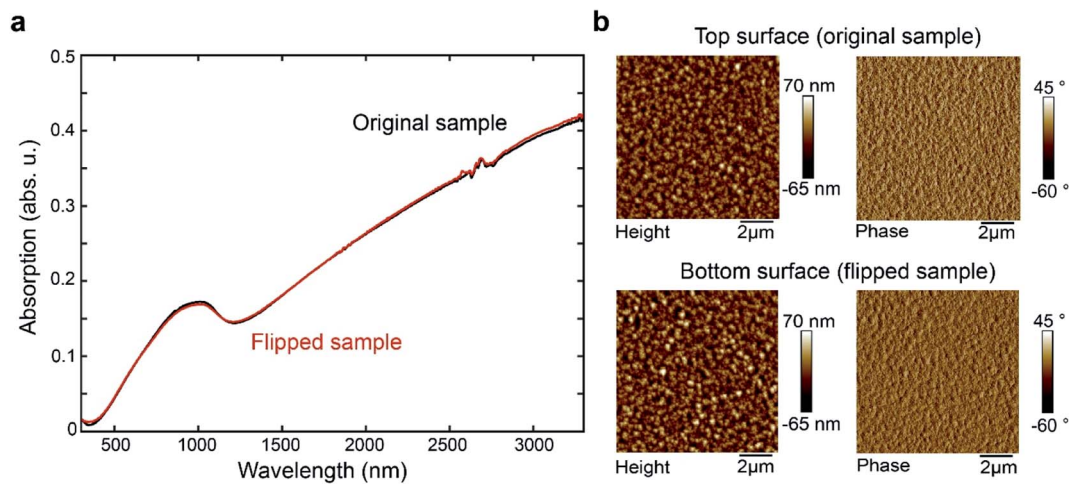 a
0.5
0.4
0.3
0.2
0.1
0
Absorption (abs. u.)
Original sample
Flipped sample
500 1000 1500 2000 2500 3000
Wavelength (nm)
b
Top surface (original sample)
70 nm
-65 nm
45 °
-60 °
Height 2μm
Phase 2μm
Bottom surface (flipped sample)
70 nm
-65 nm
45 °
-60 °
Height 2μm
Phase 2μm